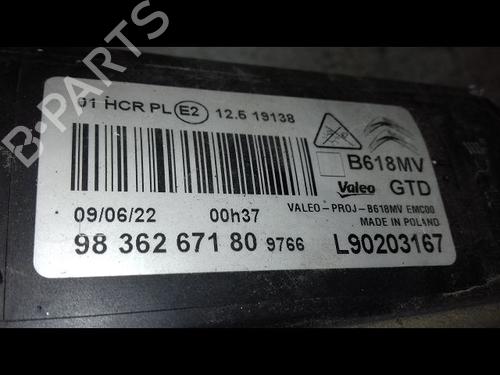 01 HCR PL E2 12.5 19138
B618MV
Valeo GTD
09/06/22 00h37 VALEO-PROJ-B618MV EMC00
MADE IN POLAND
98 362 671 80 9766 L90203167
B-PARTS